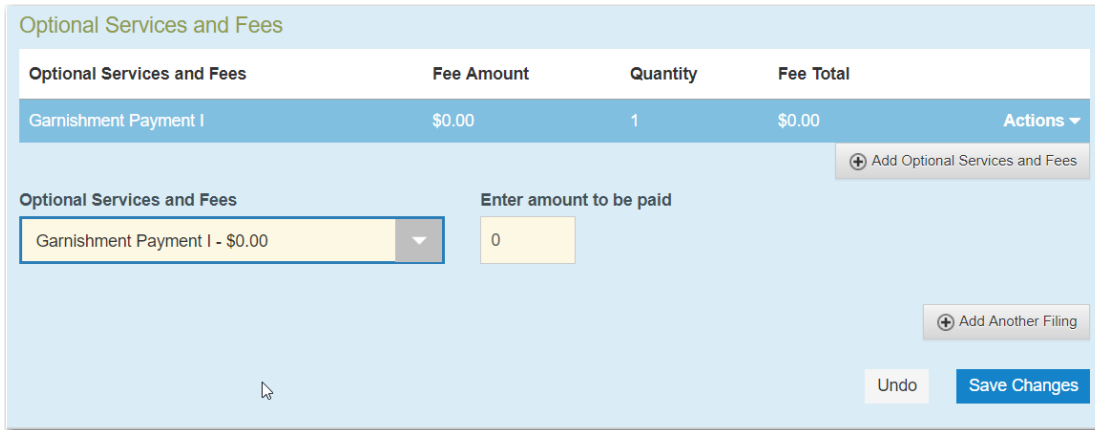 Optional Services and Fees
Optional Services and Fees Fee Amount Quantity Fee Total
Garnishment Payment I $0.00 1 $0.00 Actions
Add Optional Services and Fees
Optional Services and Fees Enter amount to be paid
Garnishment Payment I - $0.00 0
Add Another Filing
Undo Save Changes